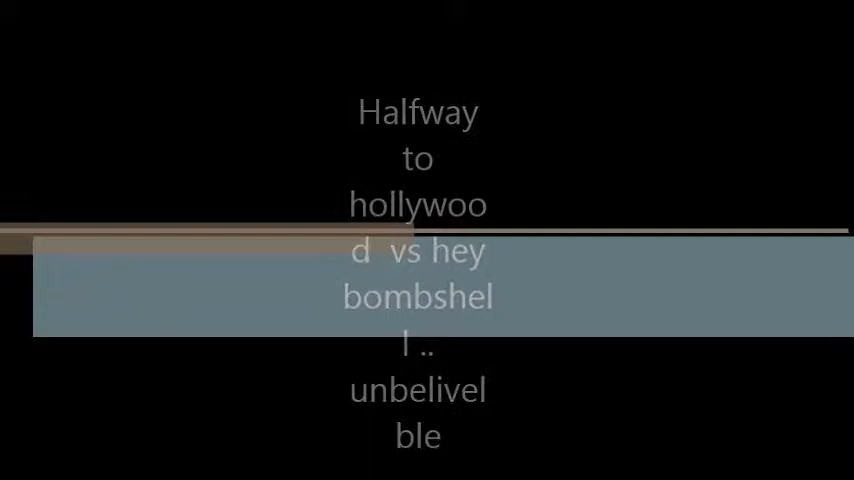 Halfway
to
hollywoo
d  vs hey
bombshel
l ..
unbelivel
ble